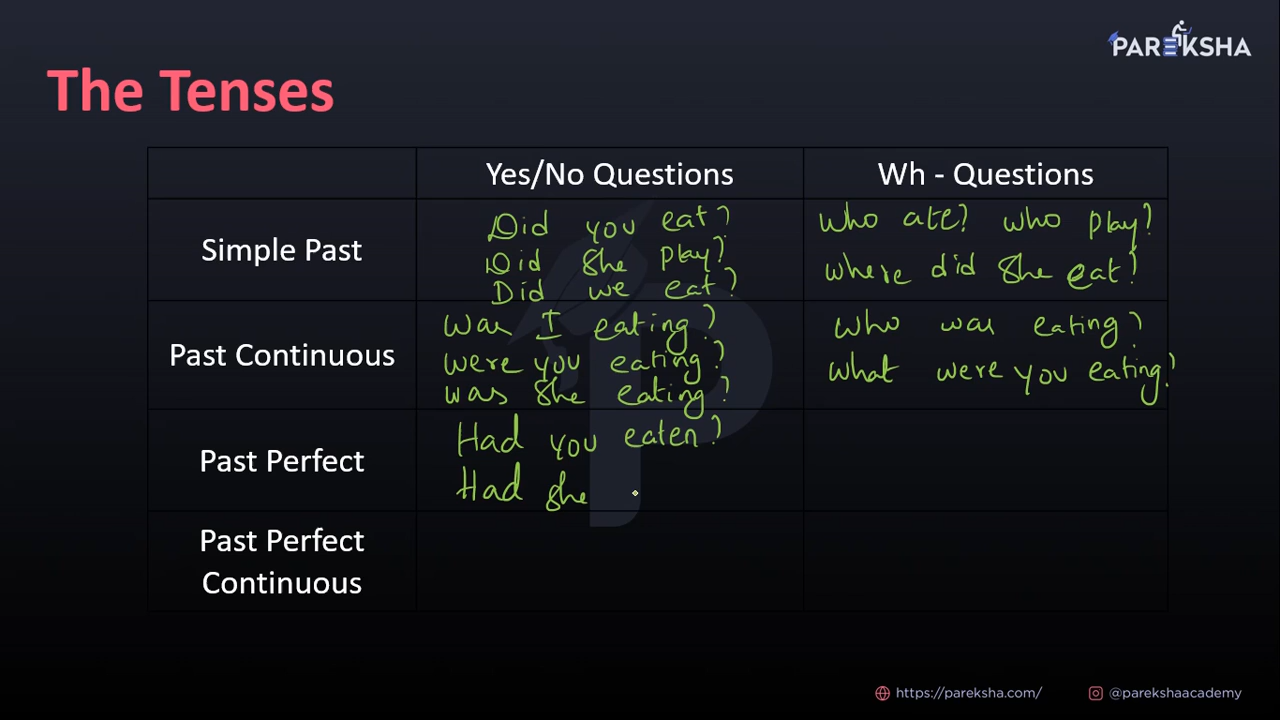 PAREKSHA
The Tenses
Yes/No Questions
Wh - Questions
Simple Past
Did you eat?
Did she play?
Did we eat?
Who ate? who play?
where did she eat?
Past Continuous
Was I eating?
were you eating?
was she eating?
Who was eating?
what were you eating?
Past Perfect
Had you eaten?
Had she
Past Perfect
Continuous
https://pareksha.com/
@parekshaacademy